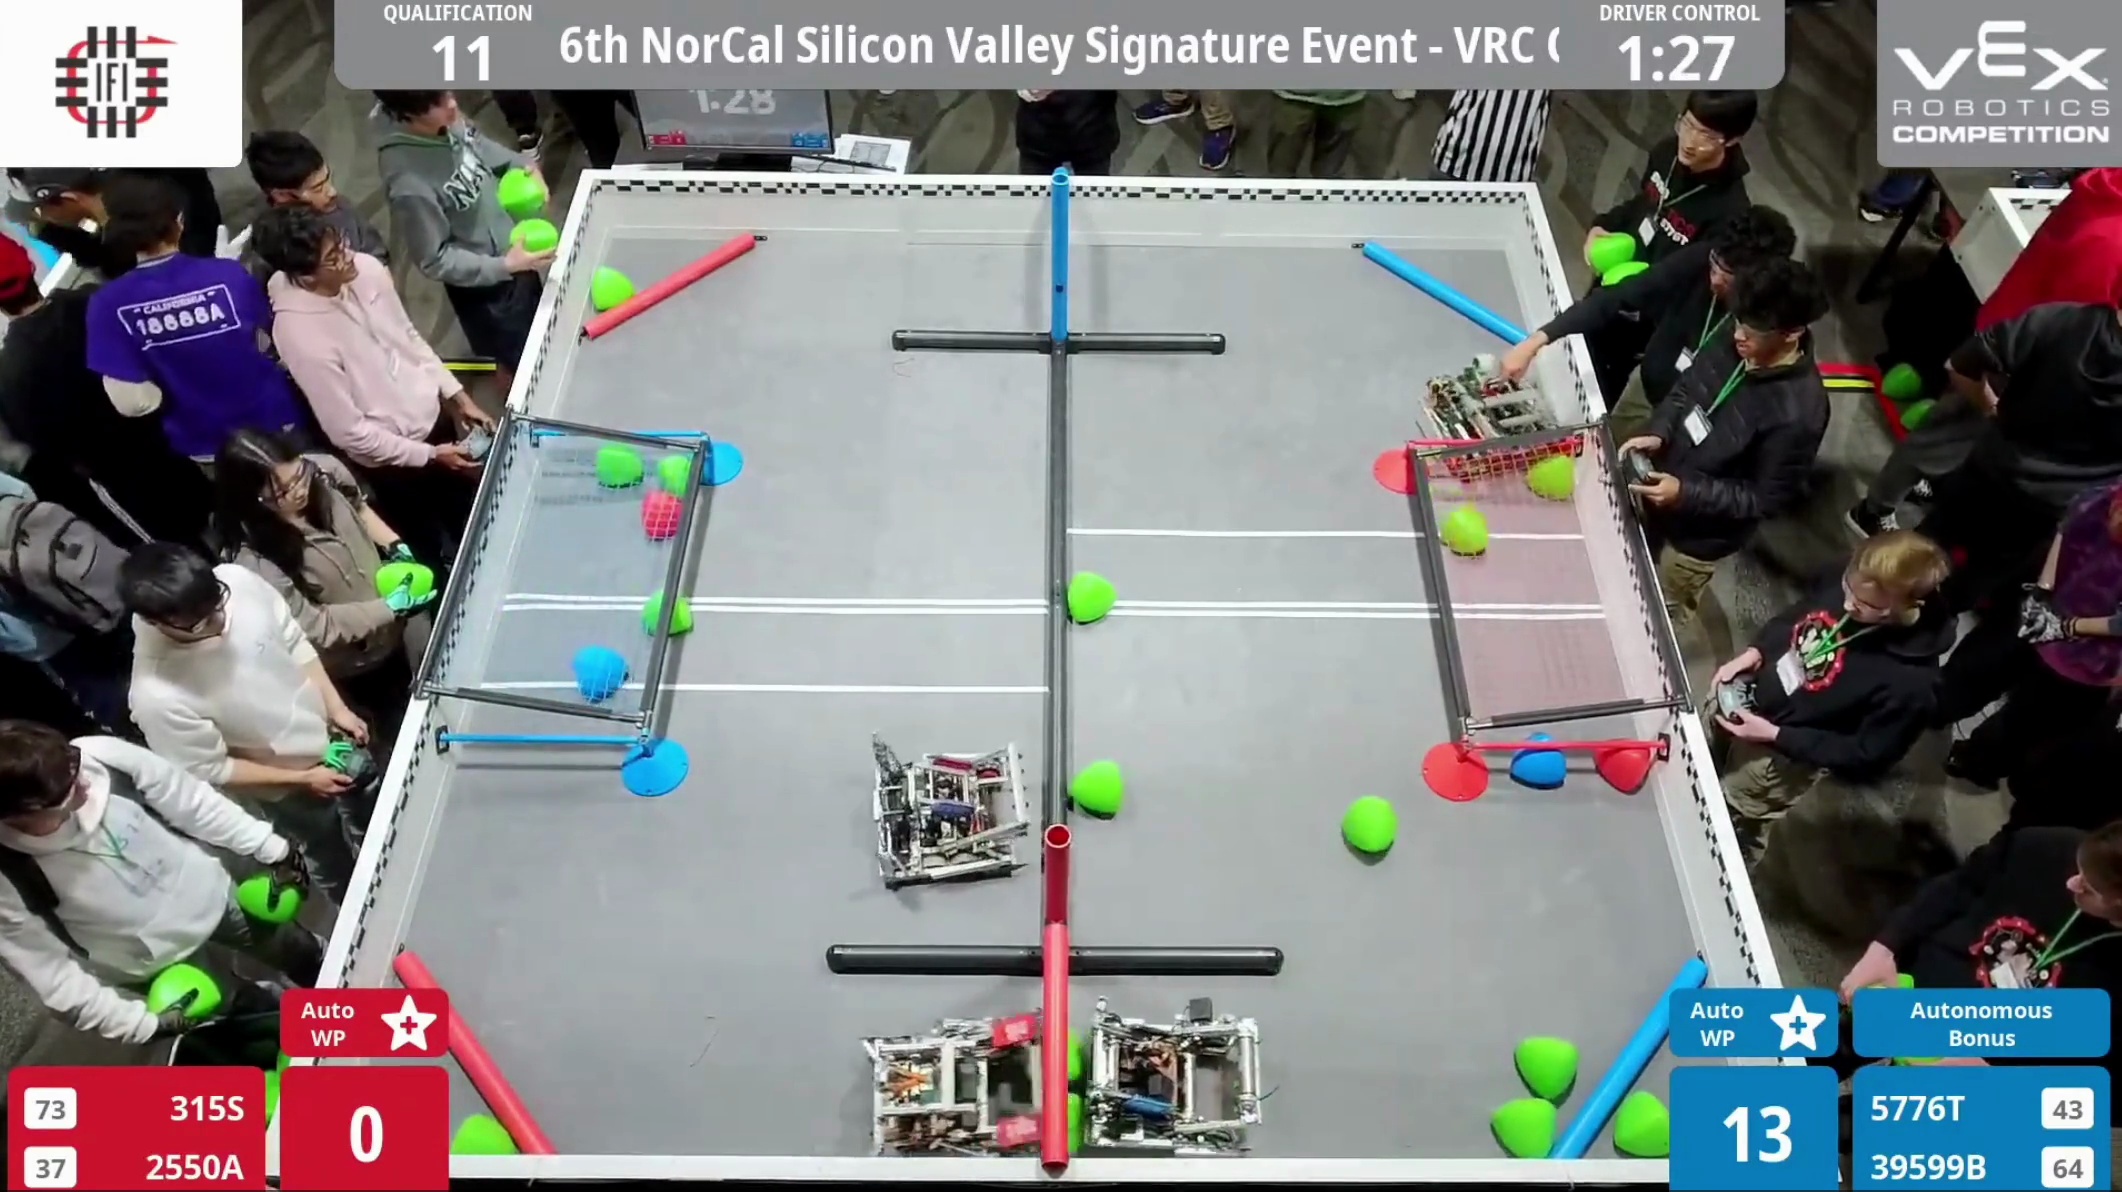 QUALIFICATION
11
6th NorCal Silicon Valley Signature Event - VRC
DRIVER CONTROL
1:27
IFI
VEX
ROBOTICS
COMPETITION
1:28
CALIFORNIA
18888A
Auto
WP
73 315S
37 2550A
0
Auto
WP
Autonomous
Bonus
13
5776T 43
39599B 64